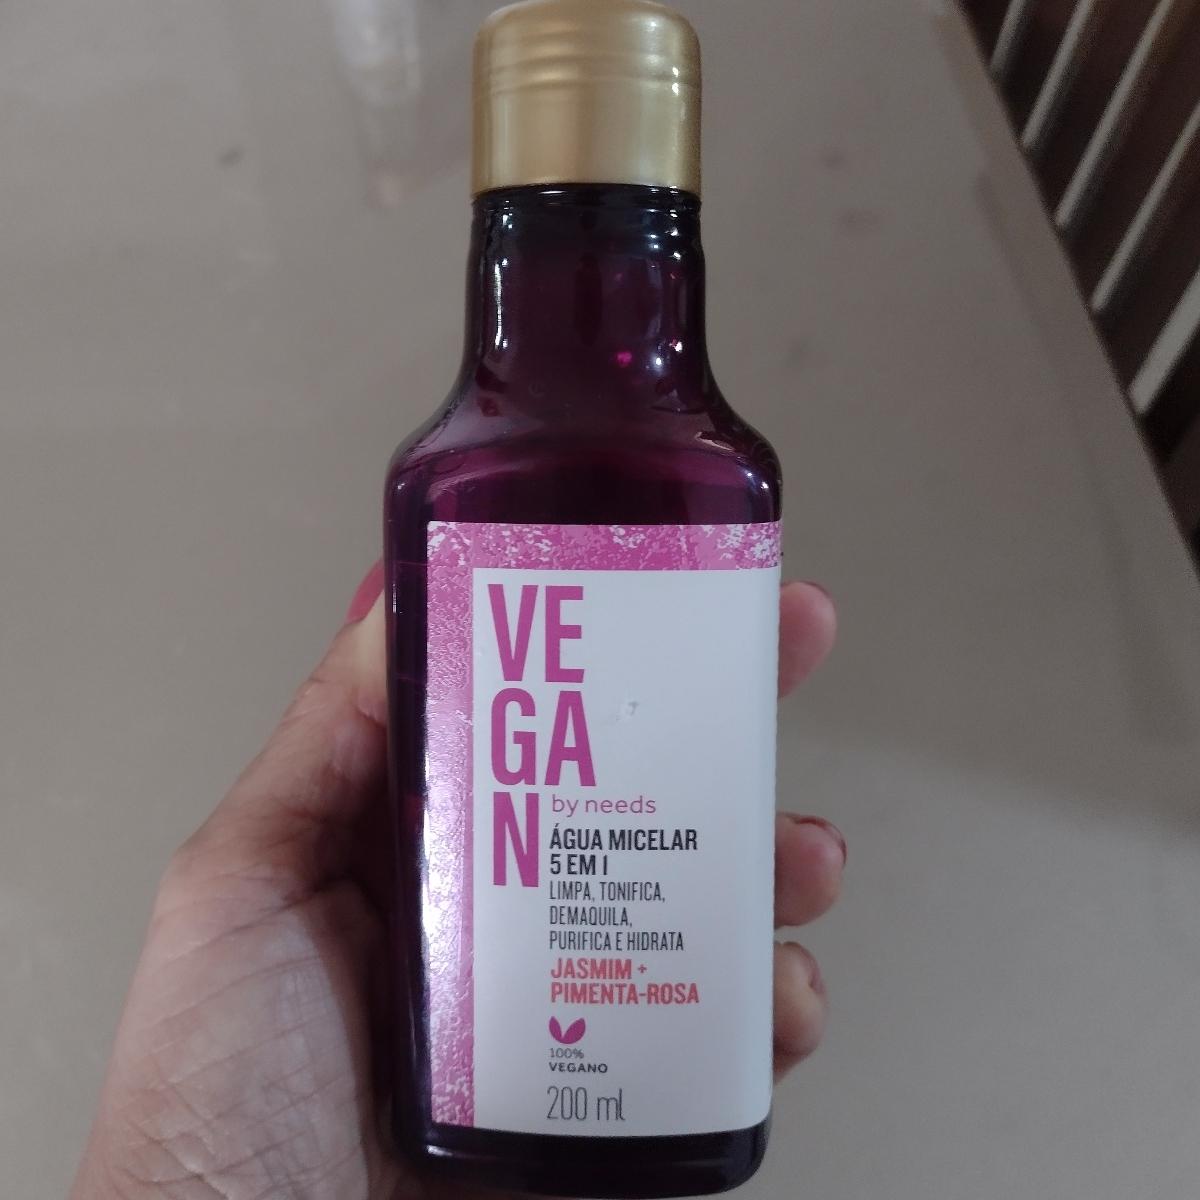 VE
GA
N
by needs
ÁGUA MICELAR
5 EM 1
LIMPA, TONIFICA,
DEMAQUILA,
PURIFICA E HIDRATA
JASMIM +
PIMENTA-ROSA
100%
VEGANO
200 ml